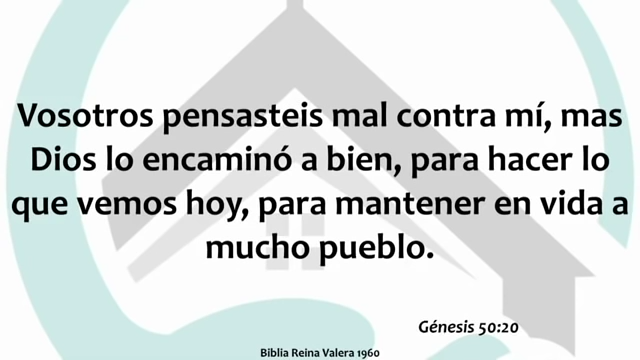 Vosotros pensasteis mal contra mí, mas
Dios lo encaminó a bien, para hacer lo
que vemos hoy, para mantener en vida a
mucho pueblo.
Génesis 50:20
Biblia Reina Valera 1960